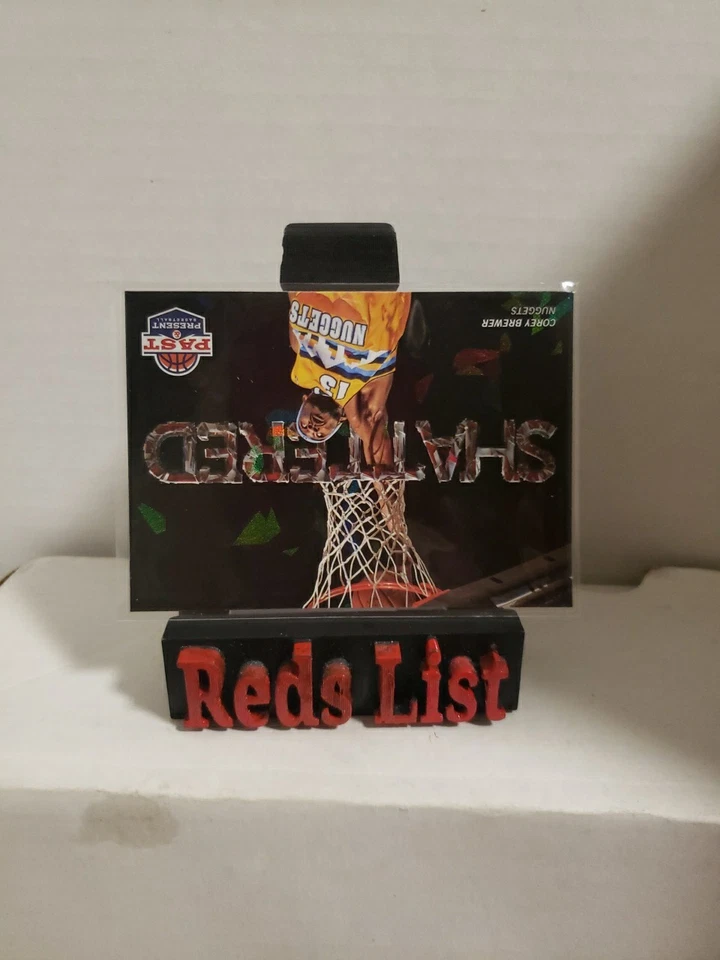 COREY BREWER
NUGGETS
SHATTERED
NUGGETS
13
PAST
&
PRESENT
BASKETBALL
Reds List